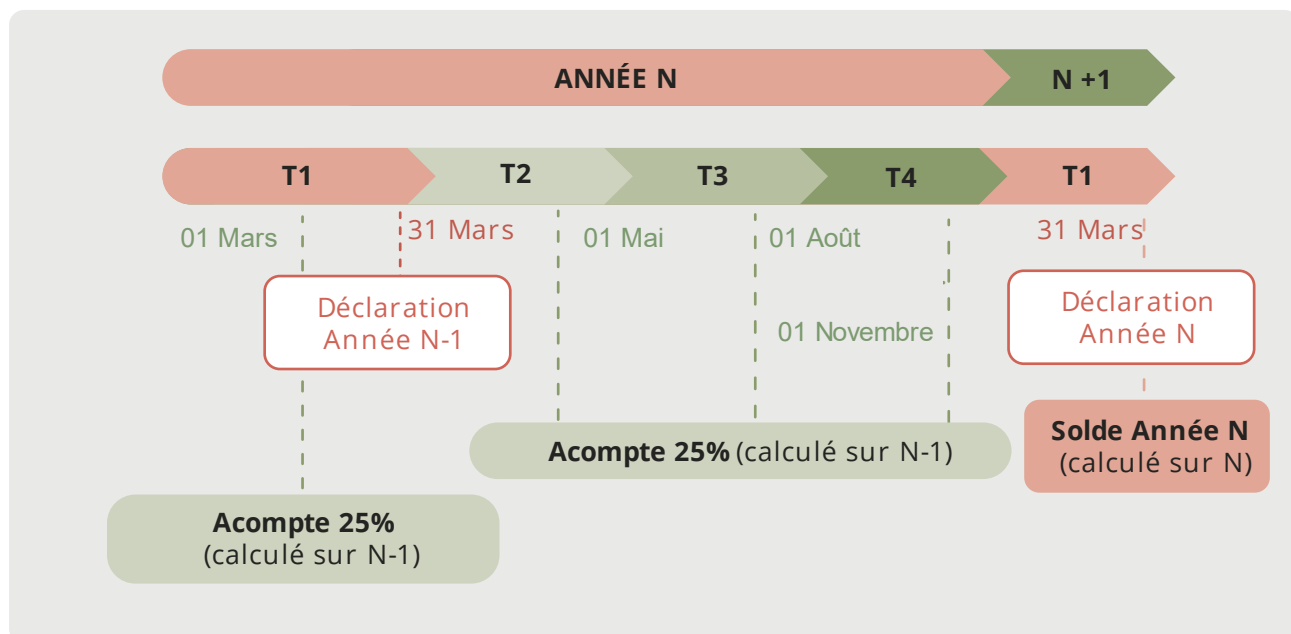 ANNÉE N
N +1
T1
T2
T3
T4
T1
01 Mars
31 Mars
01 Mai
01 Août
31 Mars
Déclaration
Année N-1
01 Novembre
Déclaration
Année N
Acompte 25% (calculé sur N-1)
Solde Année N
(calculé sur N)
Acompte 25%
(calculé sur N-1)